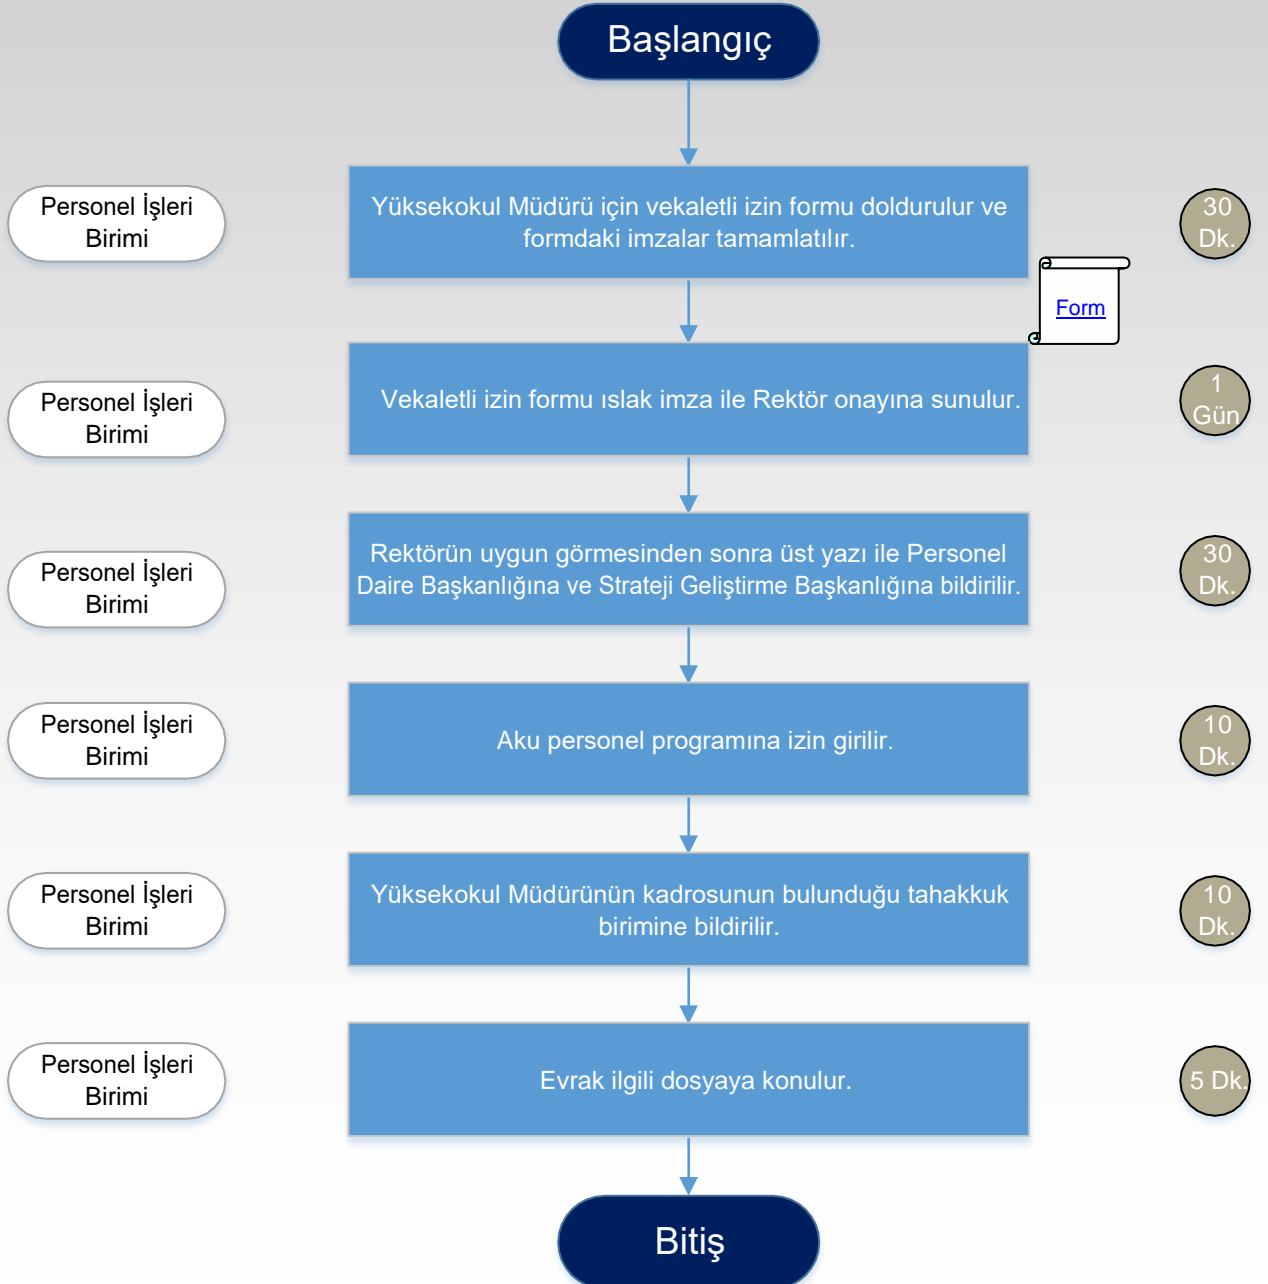 Başlangıç
Personel İşleri
Birimi
Yüksekokul Müdürü için vekaletli izin formu doldurulur ve
formdaki imzalar tamamlatılır.
30
Dk.
Form
Personel İşleri
Birimi
Vekaletli izin formu ıslak imza ile Rektör onayına sunulur.
1
Gün
Personel İşleri
Birimi
Rektörün uygun görmesinden sonra üst yazı ile Personel
Daire Başkanlığına ve Strateji Geliştirme Başkanlığına bildirilir.
30
Dk.
Personel İşleri
Birimi
Aku personel programına izin girilir.
10
Dk.
Personel İşleri
Birimi
Yüksekokul Müdürünün kadrosunun bulunduğu tahakkuk
birimine bildirilir.
10
Dk.
Personel İşleri
Birimi
Evrak ilgili dosyaya konulur.
5 Dk.
Bitiş